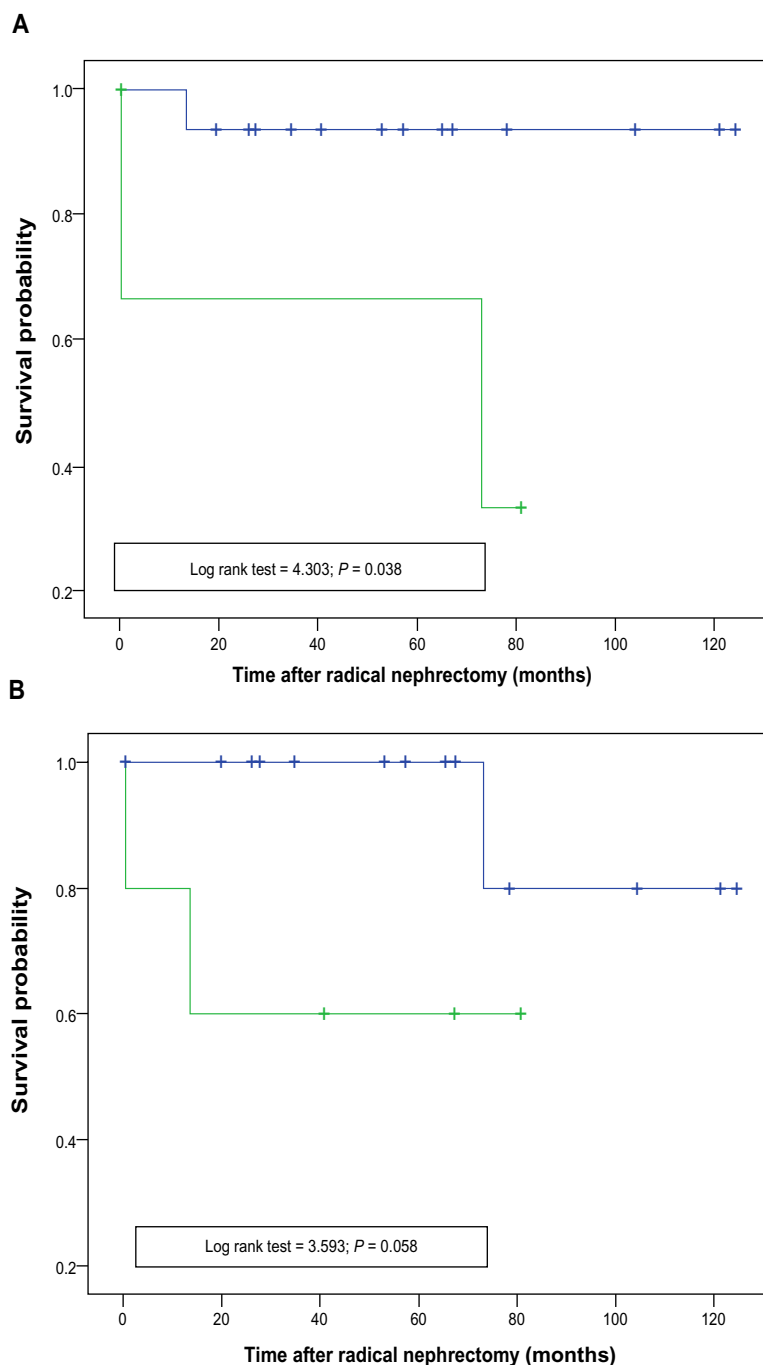 A
1.0
0.8
0.6
0.4
0.2
Survival probability
Log rank test = 4.303; P = 0.038
0 20 40 60 80 100 120
Time after radical nephrectomy (months)
B
1.0
0.8
0.6
0.4
0.2
Survival probability
Log rank test = 3.593; P = 0.058
0 20 40 60 80 100 120
Time after radical nephrectomy (months)